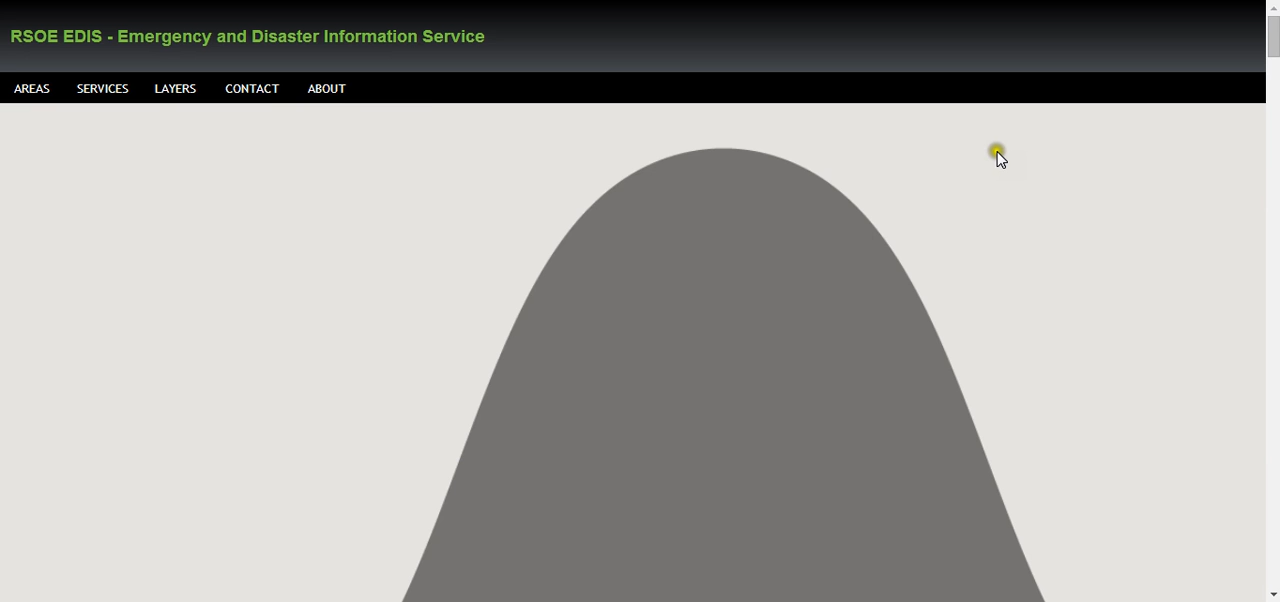 RSOE EDIS - Emergency and Disaster Information Service
AREAS SERVICES LAYERS CONTACT ABOUT